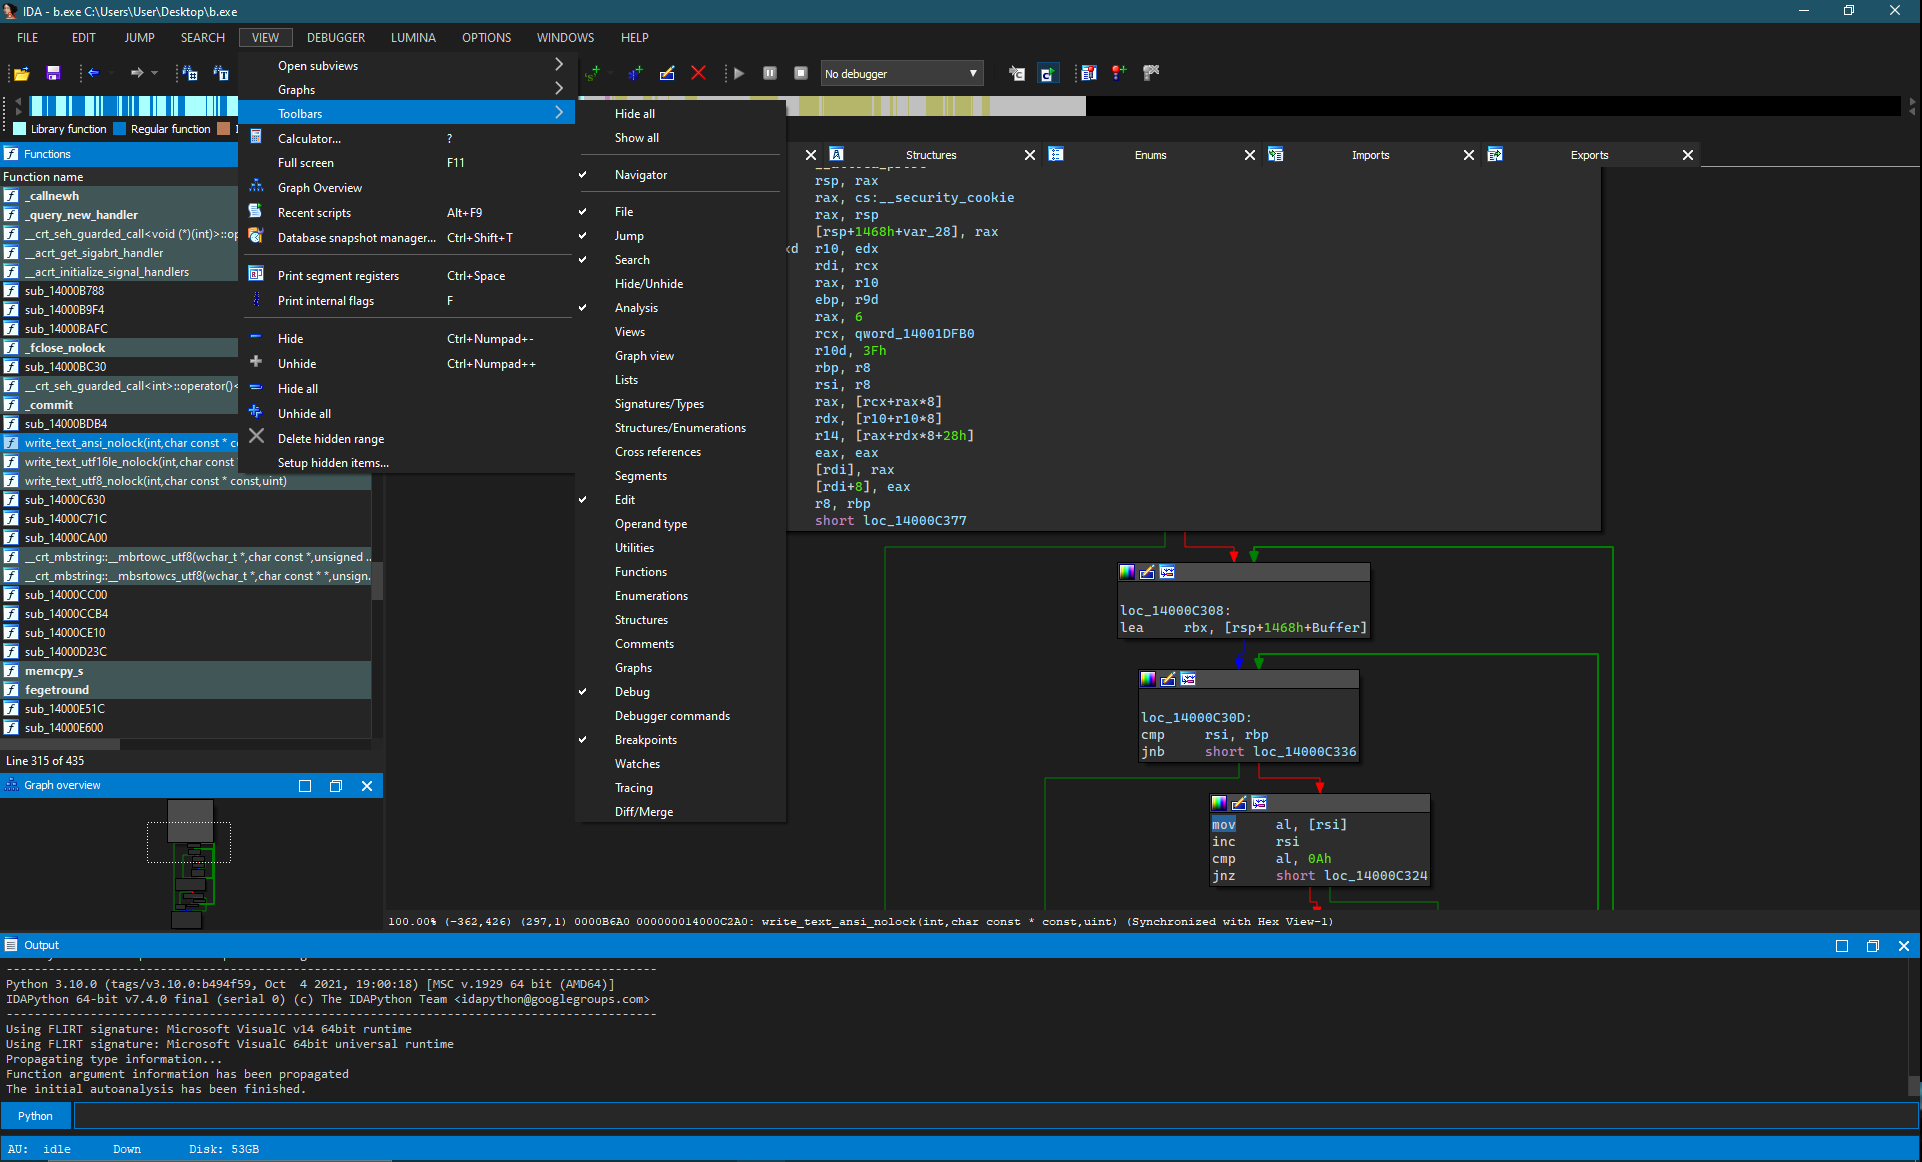 IDA - b.exe C:\Users\User\Desktop\b.exe
FILE EDIT JUMP SEARCH VIEW DEBUGGER LUMINA OPTIONS WINDOWS HELP
No debugger
Library function Regular function
Open subviews
Graphs
Toolbars
Calculator... ?
Full screen F11
Graph Overview
Recent scripts Alt+F9
Database snapshot manager... Ctrl+Shift+T
Print segment registers Ctrl+Space
Print internal flags F
Hide Ctrl+Numpad+-
Unhide Ctrl+Numpad++
Hide all
Unhide all
Delete hidden range
Setup hidden items...
Hide all
Show all
Navigator
File
Jump
Search
Hide/Unhide
Analysis
Views
Graph view
Lists
Signatures/Types
Structures/Enumerations
Cross references
Segments
Edit
Operand type
Utilities
Functions
Enumerations
Structures
Comments
Graphs
Debug
Debugger commands
Breakpoints
Watches
Tracing
Diff/Merge
Functions
Function name
_callnewh
_query_new_handler
__crt_seh_guarded_call<void (*)(int)>::op
__acrt_get_sigabrt_handler
__acrt_initialize_signal_handlers
sub_14000B788
sub_14000B9F4
sub_14000BAFC
_fclose_nolock
sub_14000BC30
__crt_seh_guarded_call<int>::operator()<
_commit
sub_14000BDB4
write_text_ansi_nolock(int,char const * c
write_text_utf16le_nolock(int,char const
write_text_utf8_nolock(int,char const * const,uint)
sub_14000C630
sub_14000C71C
sub_14000CA00
__crt_mbstring::__mbrtowc_utf8(wchar_t *,char const *,unsigned ...
__crt_mbstring::__mbsrtowcs_utf8(wchar_t *,char const * *,unsign...
sub_14000CC00
sub_14000CCB4
sub_14000CE10
sub_14000D23C
memcpy_s
fegetround
sub_14000E51C
sub_14000E600
Line 315 of 435
Graph overview
Structures Enums Imports Exports
rsp, rax
rax, cs:__security_cookie
rax, rsp
[rsp+1468h+var_28], rax
xd r10, edx
rdi, rcx
rax, r10
ebp, r9d
rax, 6
rcx, qword_14001DFB0
r10d, 3Fh
rbp, r8
rsi, r8
rax, [rcx+rax*8]
rdx, [r10+r10*8]
r14, [rax+rdx*8+28h]
eax, eax
[rdi], rax
[rdi+8], eax
r8, rbp
short loc_14000C377
loc_14000C308:
lea rbx, [rsp+1468h+Buffer]
loc_14000C30D:
cmp rsi, rbp
jnb short loc_14000C336
mov al, [rsi]
inc rsi
cmp al, 0Ah
jnz short loc_14000C324
100.00% (-362,426) (297,1) 0000B6A0 000000014000C2A0: write_text_ansi_nolock(int,char const * const,uint) (Synchronized with Hex View-1)
Output
Python 3.10.0 (tags/v3.10.0:b494f59, Oct 4 2021, 19:00:18) [MSC v.1929 64 bit (AMD64)]
IDAPython 64-bit v7.4.0 final (serial 0) (c) The IDAPython Team <idapython@googlegroups.com>
Using FLIRT signature: Microsoft VisualC v14 64bit runtime
Using FLIRT signature: Microsoft VisualC 64bit universal runtime
Propagating type information...
Function argument information has been propagated
The initial autoanalysis has been finished.
Python
AU: idle Down Disk: 53GB